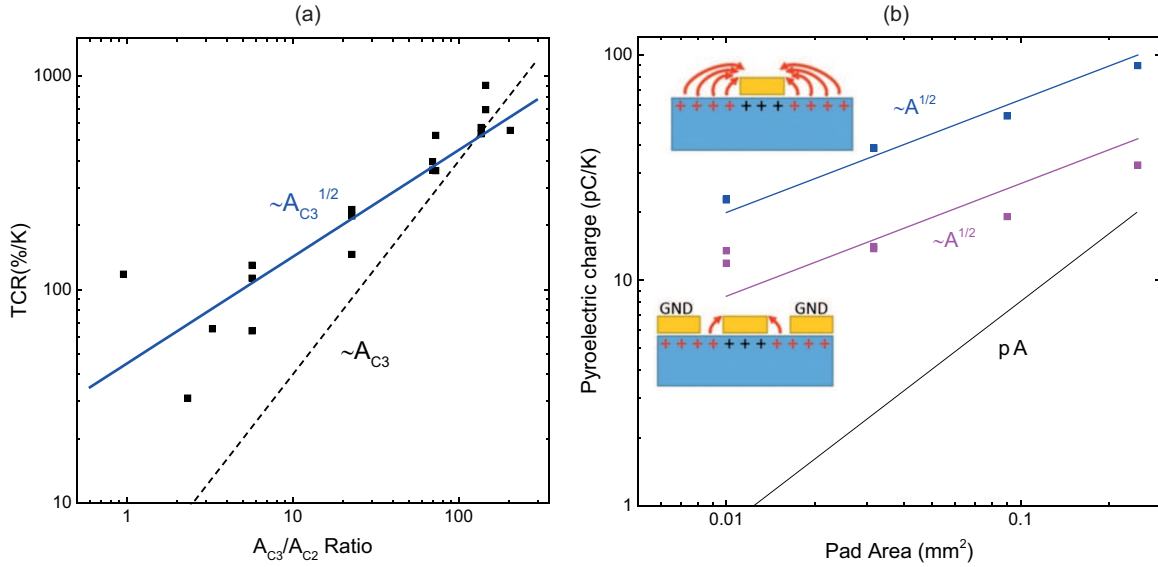 (a)
1000
100
10
TCR(%/K)
~A_C3^1/2
~A_C3
1 10 100
A_C3/A_C2 Ratio
(b)
100
10
1
Pyroelectric charge (pC/K)
+ + + + + + + + + + +
~A^1/2
~A^1/2
GND GND
+ + + + + + + + + + +
p A
0.01 0.1
Pad Area (mm²)